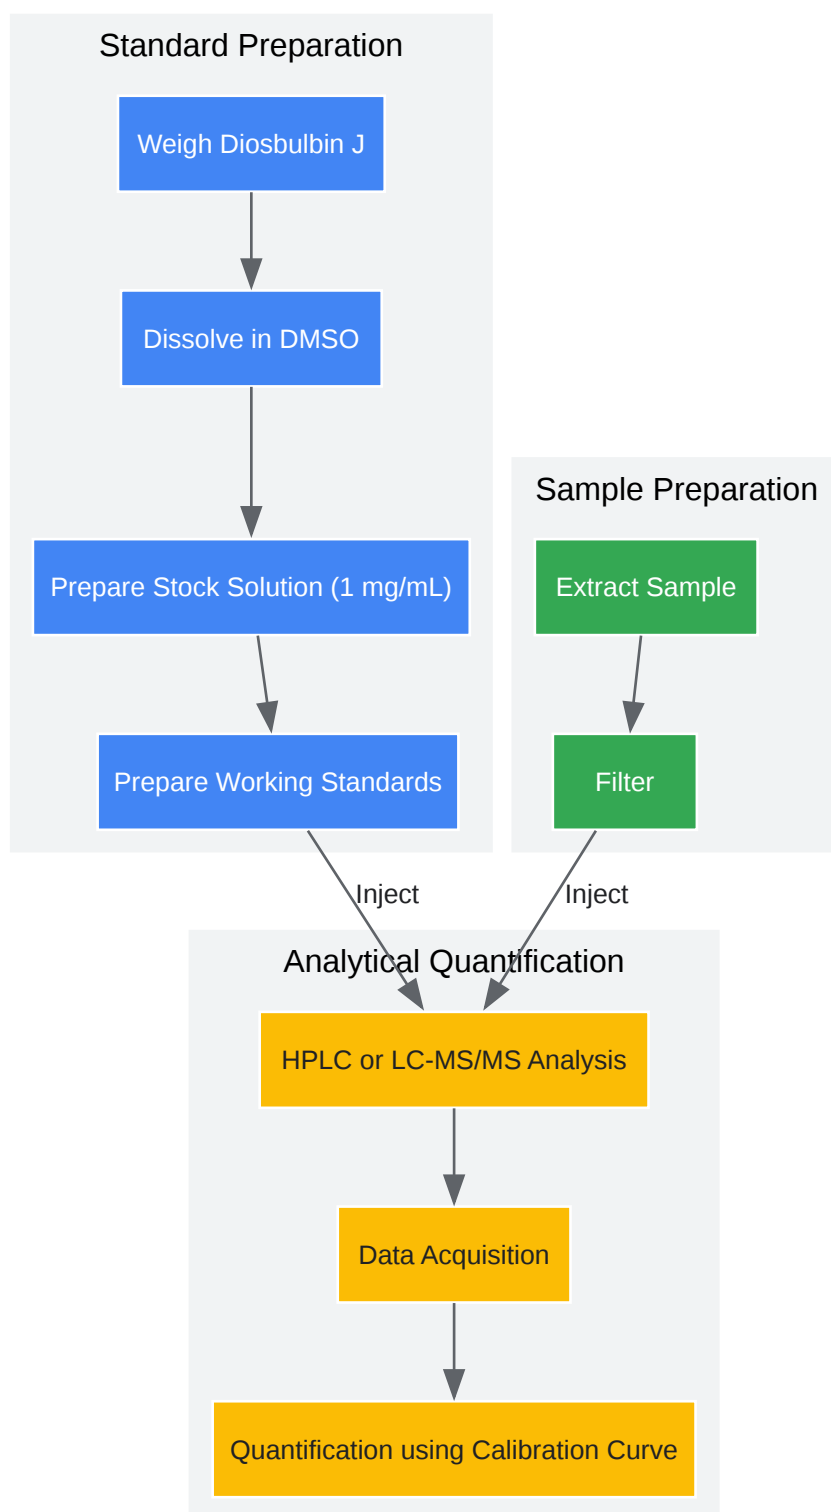 Standard Preparation
Weigh Diosbulbin J
Dissolve in DMSO
Prepare Stock Solution (1 mg/mL)
Prepare Working Standards
Sample Preparation
Extract Sample
Filter
Inject
Inject
Analytical Quantification
HPLC or LC-MS/MS Analysis
Data Acquisition
Quantification using Calibration Curve